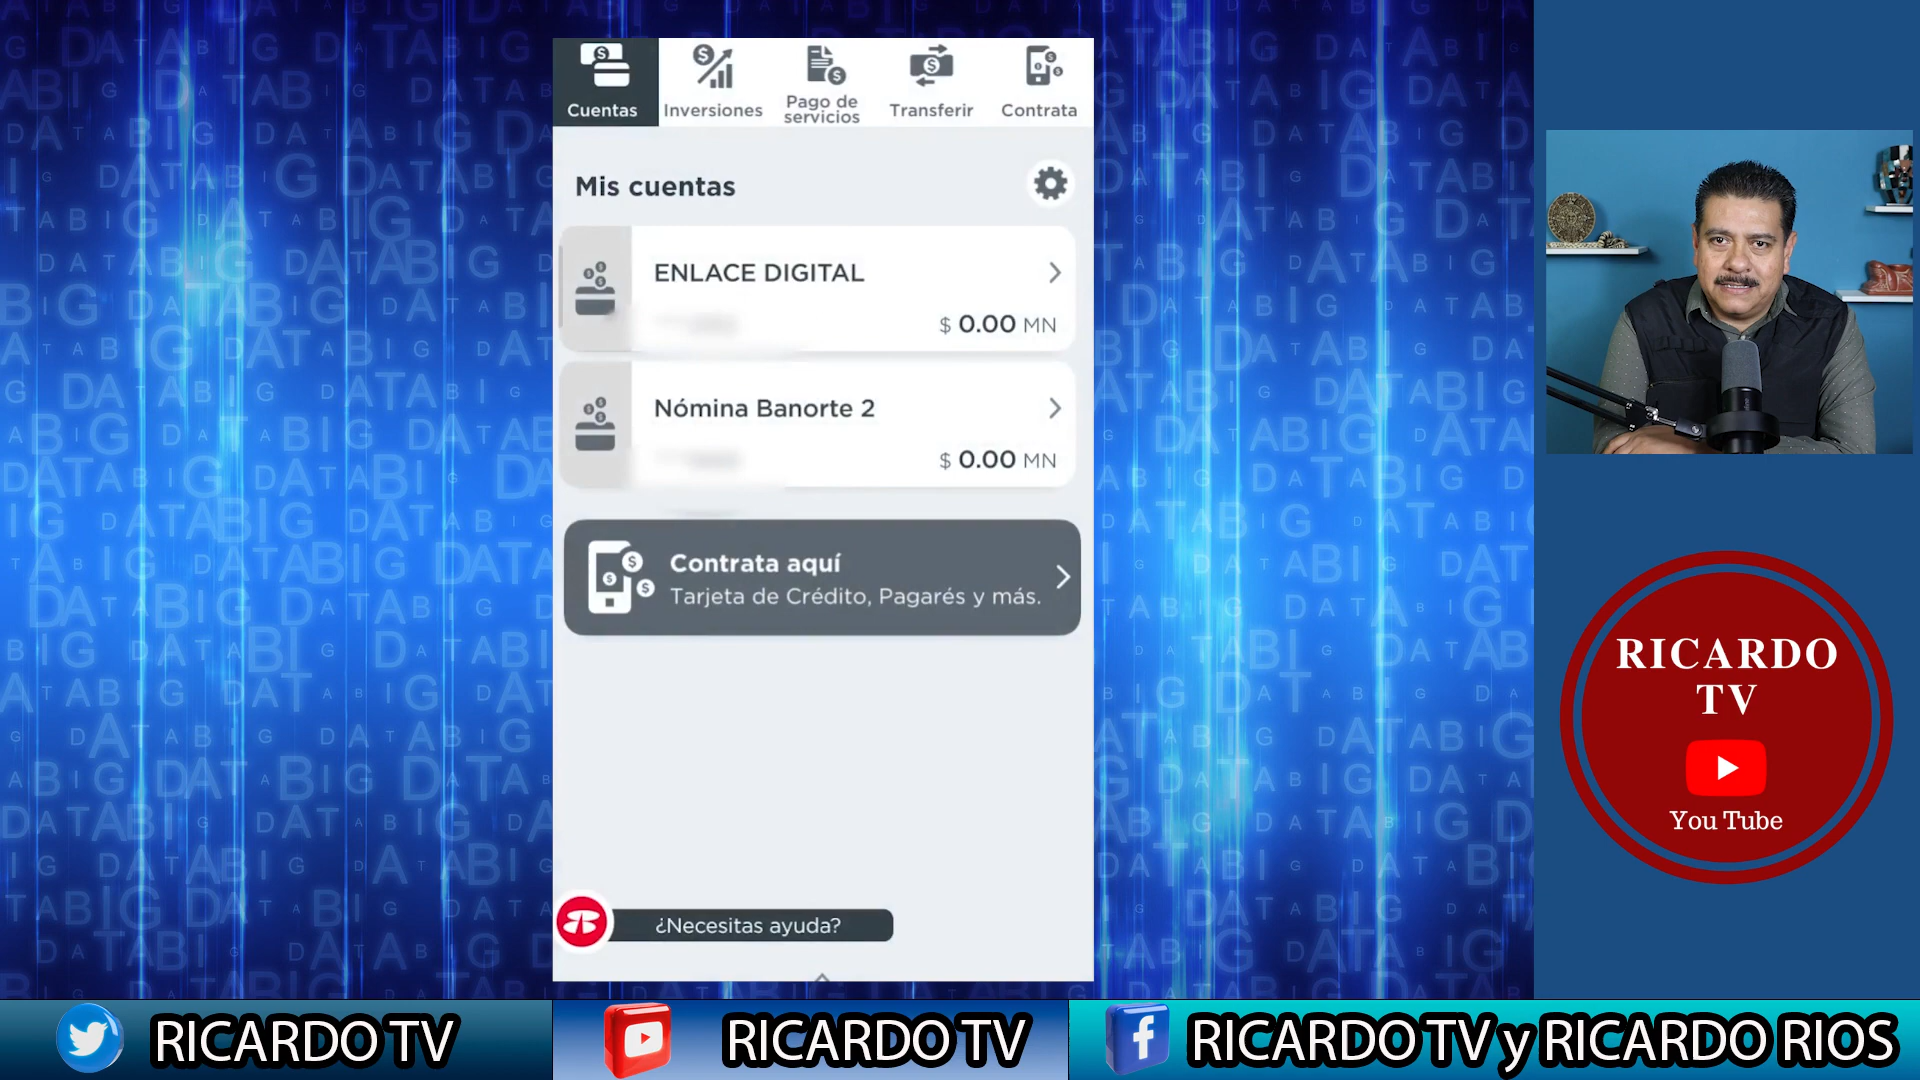 Cuentas
Inversiones
Pago de
servicios
Transferir
Contrata
Mis cuentas
ENLACE DIGITAL
$ 0.00 MN
Nómina Banorte 2
$ 0.00 MN
Contrata aquí
Tarjeta de Crédito, Pagarés y más.
¿Necesitas ayuda?
RICARDO
TV
You Tube
RICARDO TV
RICARDO TV
RICARDO TV y RICARDO RIOS